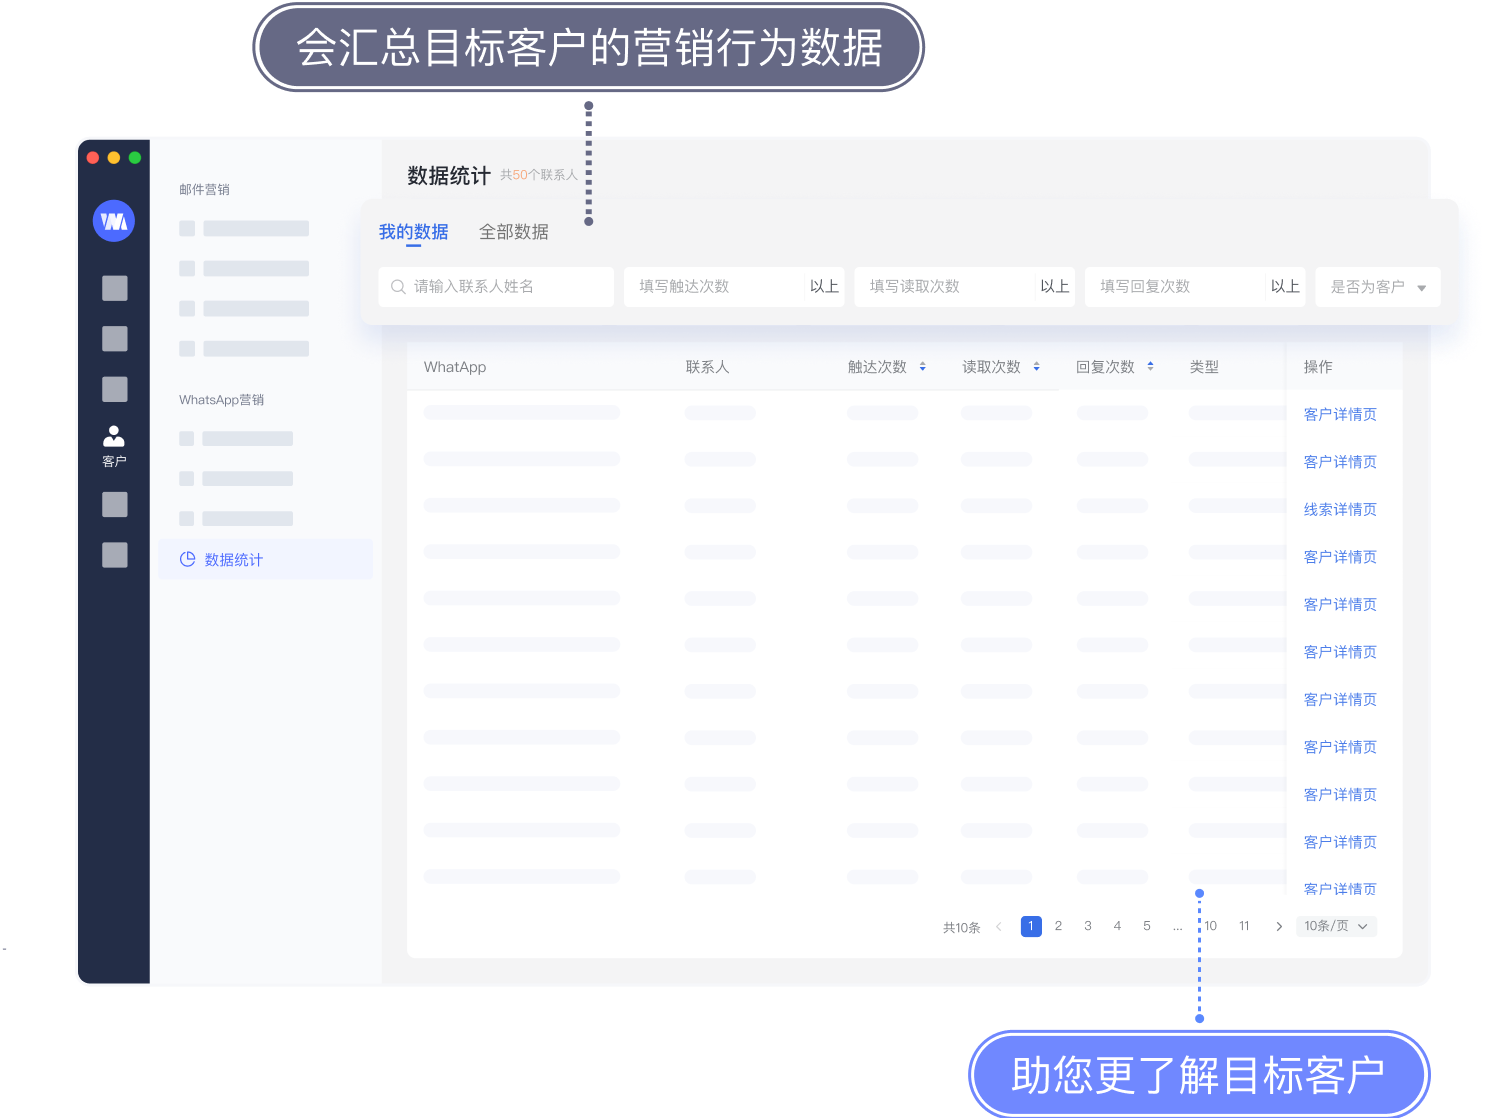 会汇总目标客户的营销行为数据
数据统计 共50个联系人
邮件营销
我的数据 全部数据
请输入联系人姓名 填写触达次数 以上 填写读取次数 以上 填写回复次数 以上 是否为客户
WhatApp 联系人 触达次数 读取次数 回复次数 类型 操作
WhatsApp营销
客户详情页
客户
客户详情页
线索详情页
数据统计
客户详情页
客户详情页
客户详情页
客户详情页
客户详情页
客户详情页
客户详情页
客户详情页
共10条 1 2 3 4 5 ... 10 11 10条/页
助您更了解目标客户